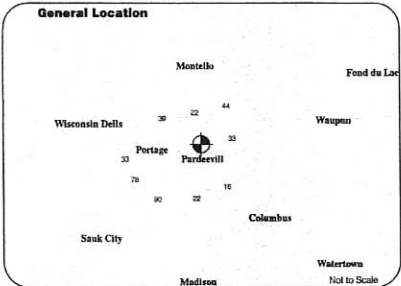 General Location
Montello
Fond du Lac
44
39
22
Wisconsin Dells
Waupun
33
Portage
33
Pardeevill
78
16
90
22
Columbus
Sauk City
Watertown
Madison
Not to Scale